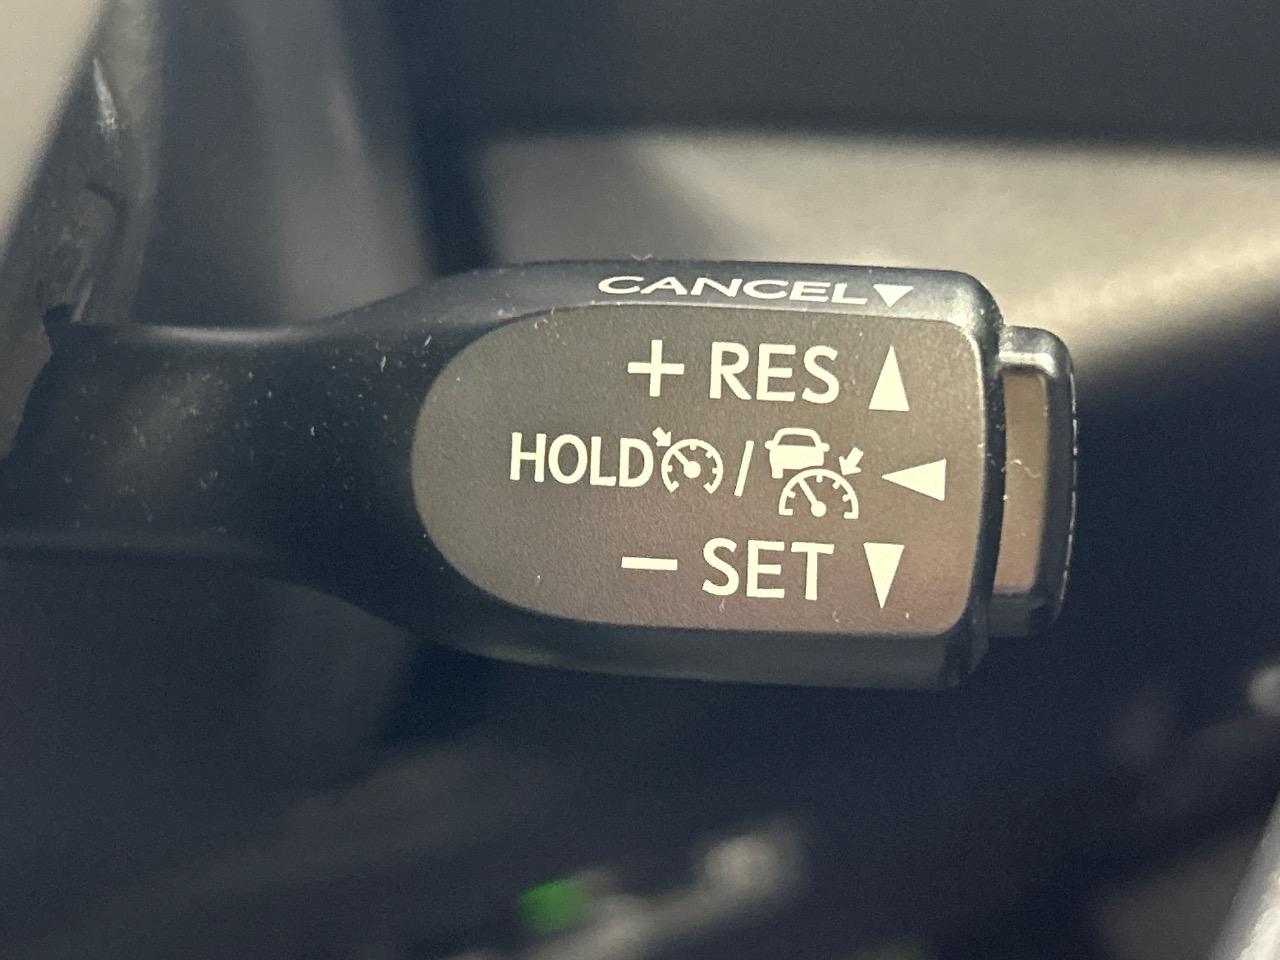 CANCEL▼
+ RES ▲
HOLD / ◀
− SET ▼